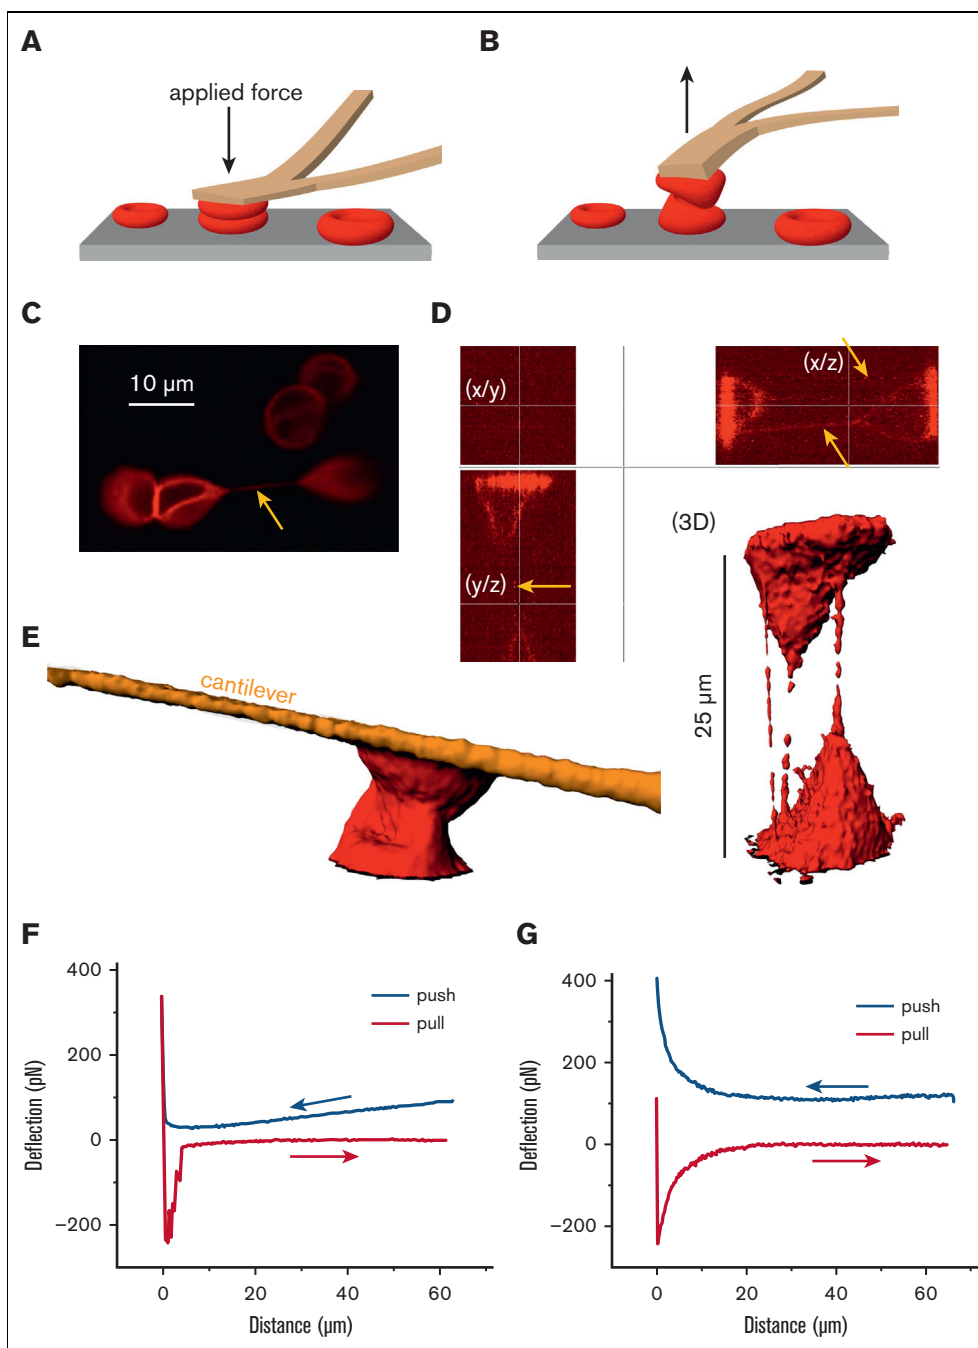 A
B
applied force
C
D
10 µm
(x/y)
(x/z)
(y/z)
(3D)
25 µm
E
cantilever
F
G
400
200
0
−200
Deflection (pN)
push
pull
0
20
40
60
Distance (µm)
400
200
0
−200
Deflection (pN)
push
pull
0
20
40
60
Distance (µm)